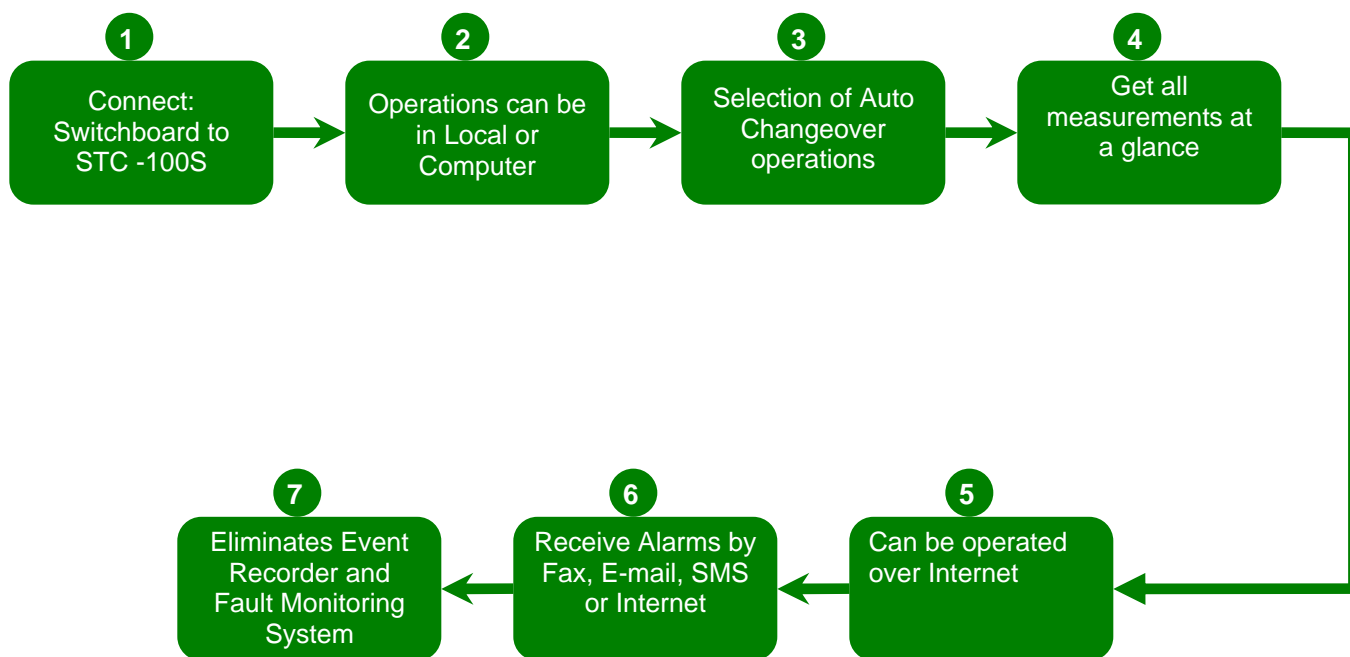 1
Connect:
Switchboard to
STC -100S
2
Operations can be
in Local or
Computer
3
Selection of Auto
Changeover
operations
4
Get all
measurements at
a glance
5
Can be operated
over Internet
6
Receive Alarms by
Fax, E-mail, SMS
or Internet
7
Eliminates Event
Recorder and
Fault Monitoring
System